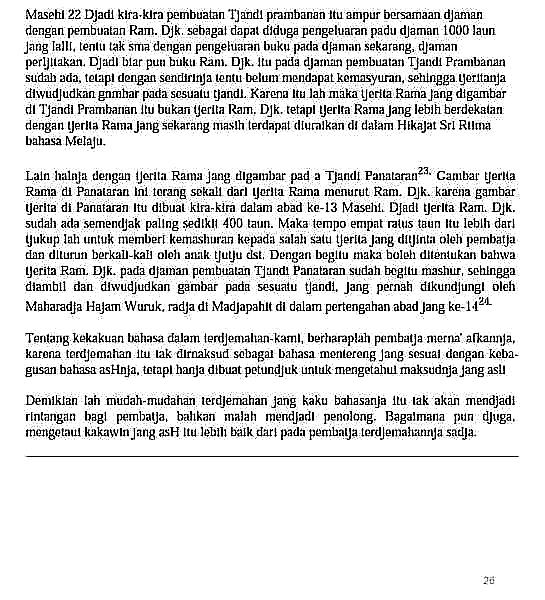 Masehi 22 Djadi kira-kira pembuatan Tjandi prambanan itu ampur bersamaan djaman
dengan pembuatan Ram. Djk. sebagai dapat diduga pengeluaran padu djaman 1000 laun
jang lalli, tentu tak sma dengan pengeluaran buku pada djaman sekarang, djaman
pertjitakan. Djadi biar pun buku Ram. Djk. itu pada djaman pembuatan Tjandi Prambanan
sudah ada, tetapi dengan sendirinja tentu belum mendapat kemasyuran, sehingga tjeritanja
diwudjudkan gnmbar pada sesuatu tjandi. Karena itu lah maka tjerita Rama jang digambar
di Tjandi Prambanan itu bukan tjerita Ram. Djk. tetapi tjerita Rama jang lebih berdekatan
dengan tjerita Rama jang sekarang masih terdapat diuraikan di dalam Hikajat Sri Ritma
bahasa Melaju.
Lain halnja dengan tjerita Rama jang digambar pad a Tjandi Panataran23. Gambar tjerita
Rama di Panataran ini terang sekali dari tjerita Rama menurut Ram. Djk. karena gambar
tjerita di Panataran itu dibuat kira-kira dalam abad ke-13 Masehi. Djadi tjerita Ram. Djk.
sudah ada semendjak paling sedikit 400 taun. Maka tempo empat ratus taun itu lebih dari
tjukup lah untuk memberi kemashuran kepada salah satu tjerita jang ditjinta oleh pembatja
dan diturun berkali-kali oleh anak tjutju dst. Dengan begitu maka boleh ditentukan bahwa
tjerita Ram. Djk. pada djaman pembuatan Tjandi Panataran sudah begitu mashur, sehingga
diambil dan diwudjudkan gambar pada sesuatu tjandi, jang pernah dikundjungi oleh
Maharadja Hajam Wuruk, radja di Madjapahit di dalam pertengahan abad jang ke-1424.
Tentang kekakuan bahasa dalam terdjemahan-kami, berharaplah pembatja merna' afkannja,
karena terdjemahan itu tak dirnaksud sebagai bahasa mentereng jang sesuai dengan keba-
gusan bahasa asHnja, tetapi hanja dibuat petundjuk untuk mengetahui maksudnja jang asli
Demikian lah mudah-mudahan terdjemahan jang kaku bahasanja itu tak akan mendjadi
rintangan bagi pembatja, bahkan malah mendjadi penolong. Bagaimana pun djuga,
mengetaui kakawin jang asH itu lebih baik dari pada pembatja terdjemahannja sadja.
26